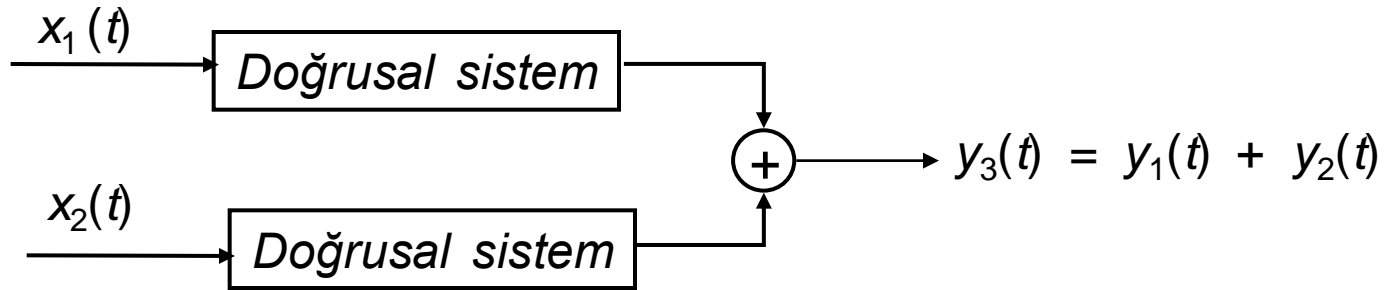 x₁(t)
Doğrusal sistem
+
y₃(t) = y₁(t) + y₂(t)
x₂(t)
Doğrusal sistem